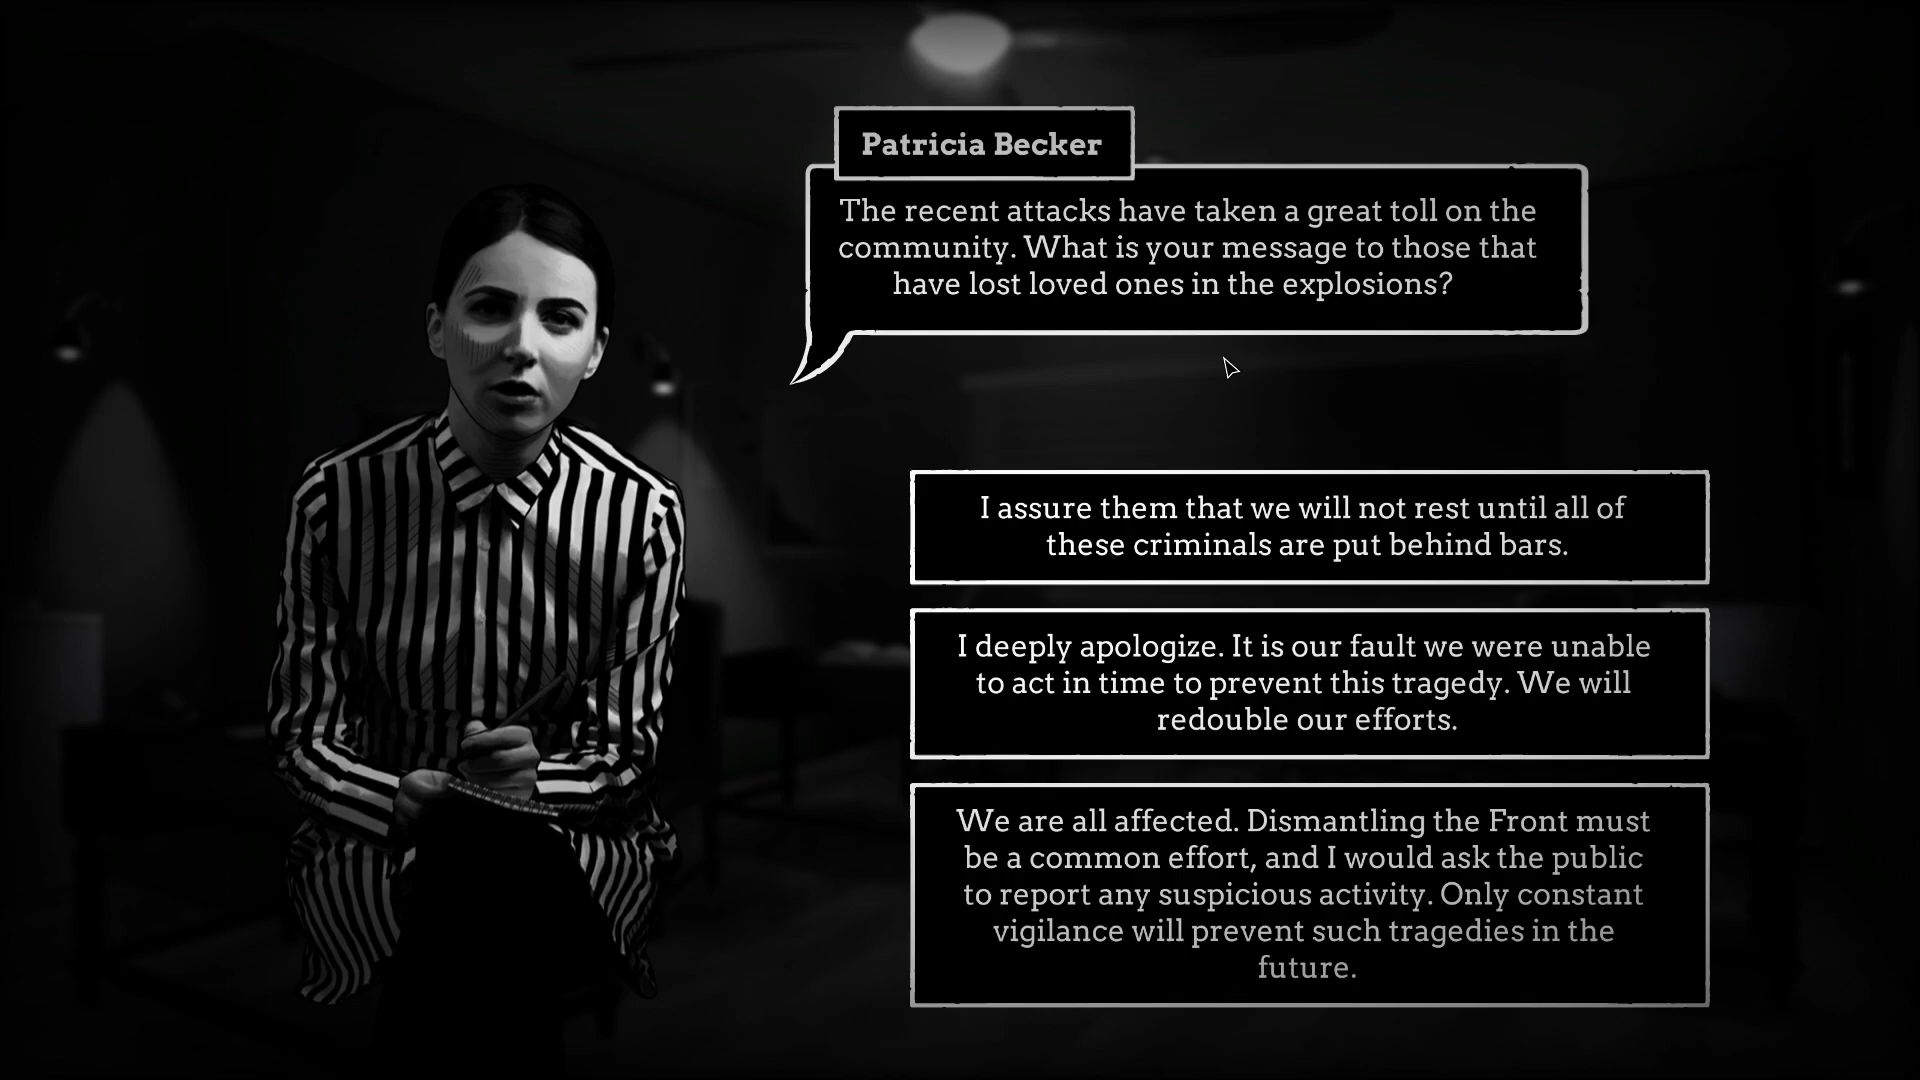 Patricia Becker
The recent attacks have taken a great toll on the
community. What is your message to those that
have lost loved ones in the explosions?
I assure them that we will not rest until all of
these criminals are put behind bars.
I deeply apologize. It is our fault we were unable
to act in time to prevent this tragedy. We will
redouble our efforts.
We are all affected. Dismantling the Front must
be a common effort, and I would ask the public
to report any suspicious activity. Only constant
vigilance will prevent such tragedies in the
future.